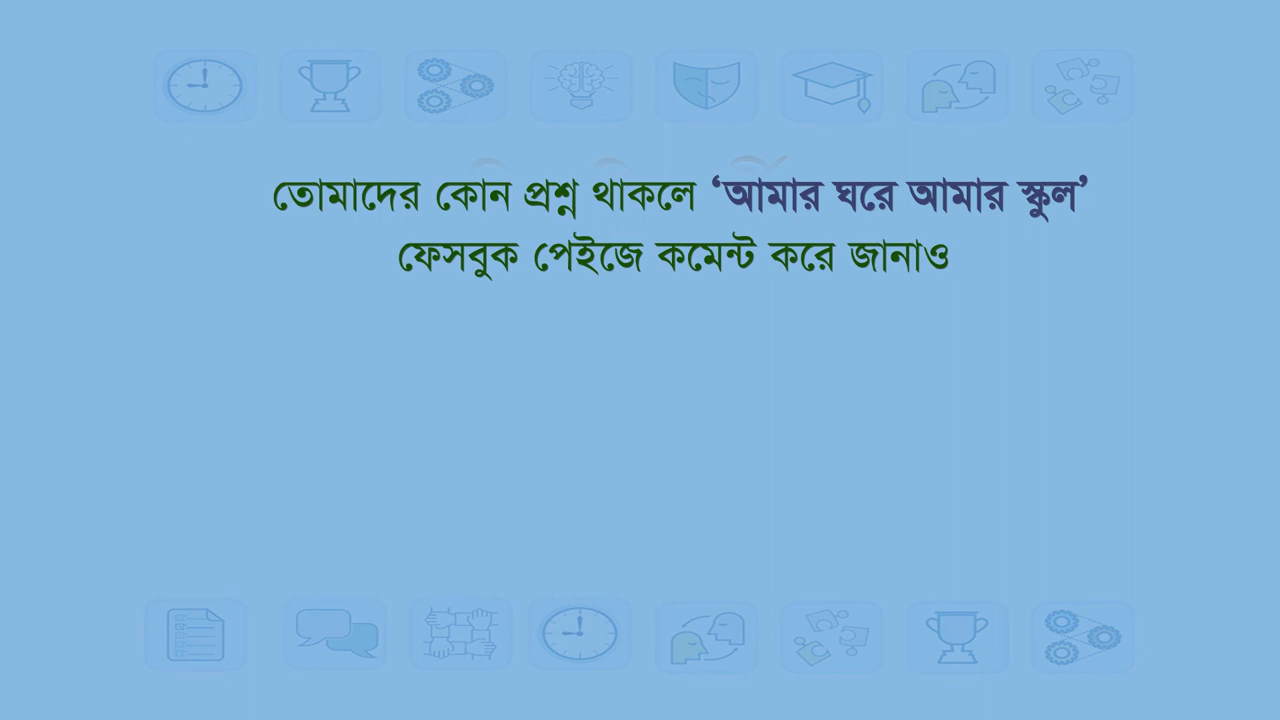 তোমাদের কোন প্রশ্ন থাকলে ‘আমার ঘরে আমার স্কুল’
ফেসবুক পেইজে কমেন্ট করে জানাও